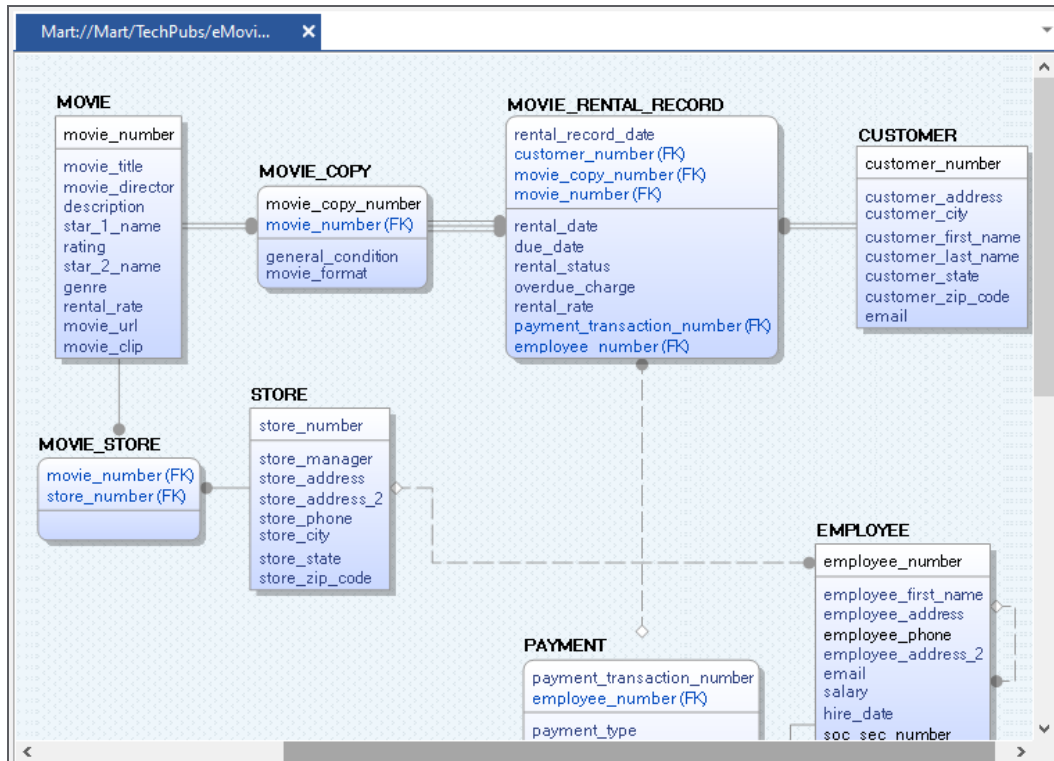 Mart://Mart/TechPubs/eMovi...
MOVIE
movie_number
movie_title
movie_director
description
star_1_name
rating
star_2_name
genre
rental_rate
movie_url
movie_clip
MOVIE_COPY
movie_copy_number
movie_number (FK)
general_condition
movie_format
MOVIE_RENTAL_RECORD
rental_record_date
customer_number (FK)
movie_copy_number (FK)
movie_number (FK)
rental_date
due_date
rental_status
overdue_charge
rental_rate
payment_transaction_number (FK)
employee_number (FK)
CUSTOMER
customer_number
customer_address
customer_city
customer_first_name
customer_last_name
customer_state
customer_zip_code
email
MOVIE_STORE
movie_number (FK)
store_number (FK)
STORE
store_number
store_manager
store_address
store_address_2
store_phone
store_city
store_state
store_zip_code
PAYMENT
payment_transaction_number
employee_number (FK)
payment_type
EMPLOYEE
employee_number
employee_first_name
employee_address
employee_phone
employee_address_2
email
salary
hire_date
soc_sec_number